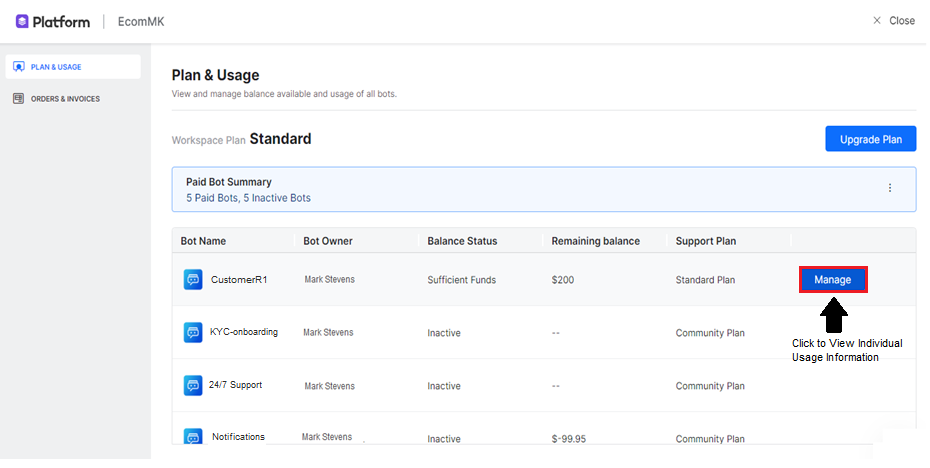 Platform EcomMK
Close
PLAN & USAGE
ORDERS & INVOICES
Plan & Usage
View and manage balance available and usage of all bots.
Workspace Plan Standard
Upgrade Plan
Paid Bot Summary
5 Paid Bots, 5 Inactive Bots
Bot Name Bot Owner Balance Status Remaining balance Support Plan
CustomerR1 Mark Stevens Sufficient Funds $200 Standard Plan Manage
KYC-onboarding Mark Stevens Inactive -- Community Plan
Click to View Individual
Usage Information
24/7 Support Mark Stevens Inactive -- Community Plan
Notifications Mark Stevens . Inactive $-99.95 Community Plan